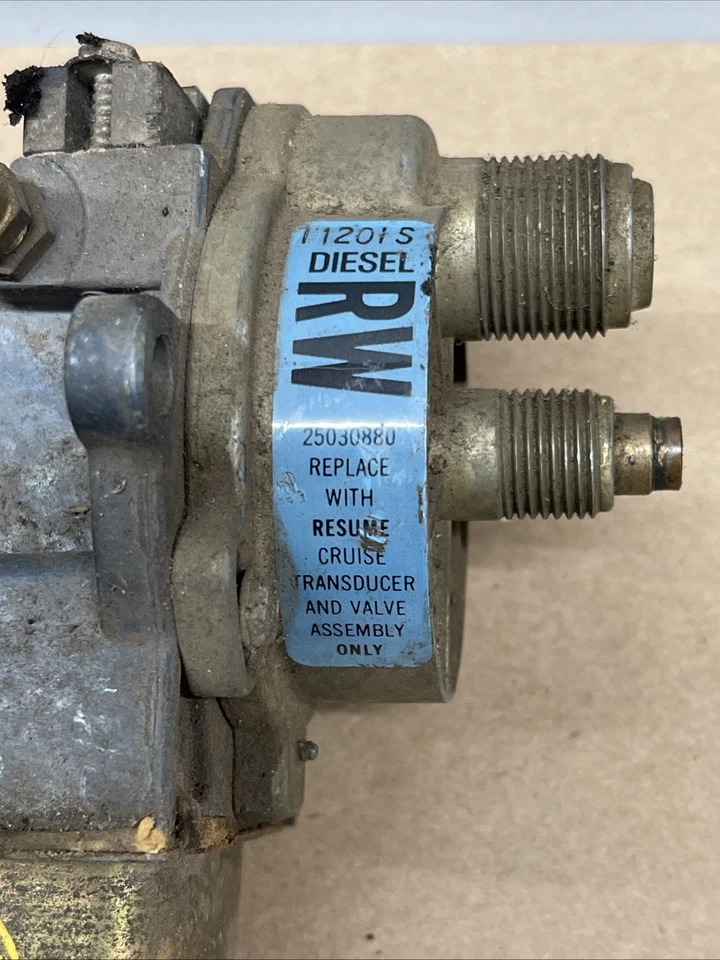 11201S
DIESEL
RW
25030880
REPLACE
WITH
RESUME
CRUISE
TRANSDUCER
AND VALVE
ASSEMBLY
ONLY